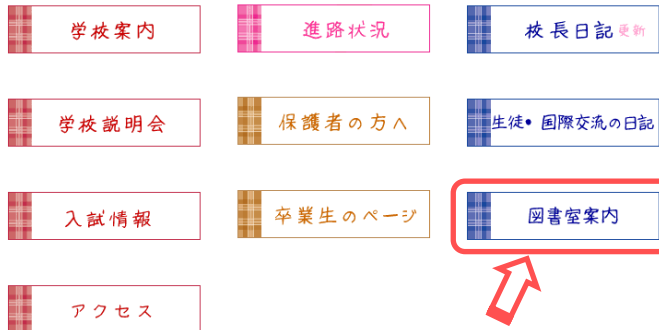 学校案内
進路状況
校長日記更新
学校説明会
保護者の方へ
生徒・国際交流の日記
入試情報
卒業生のページ
図書室案内
アクセス